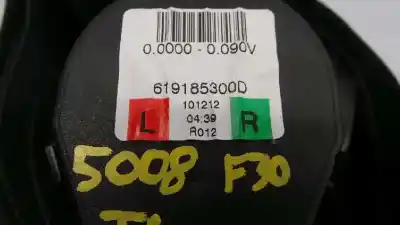 0.0000 - 0.090V
619185300D
101212
L 04:39 R
R012
5008 F30